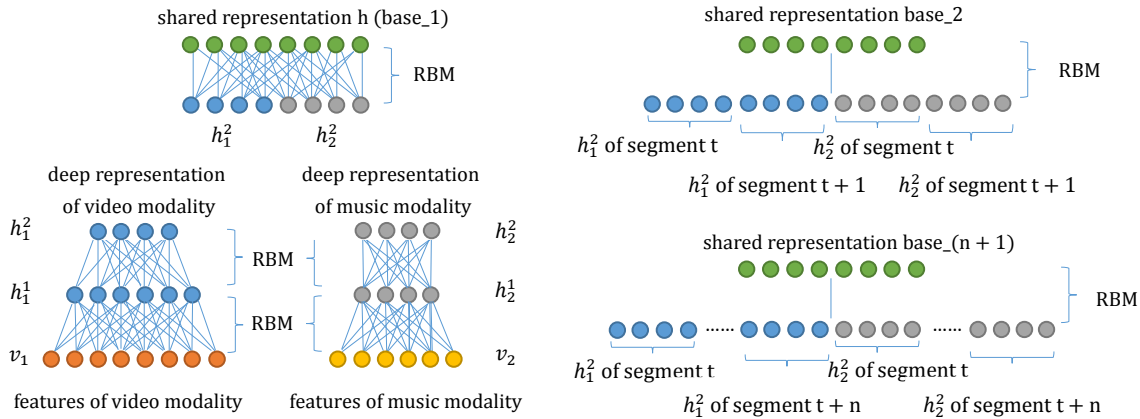 shared representation h (base_1)
RBM
h_1^2
h_2^2
deep representation
of video modality
deep representation
of music modality
h_1^2
h_2^2
RBM
h_1^1
h_2^1
RBM
v_1
v_2
features of video modality
features of music modality
shared representation base_2
RBM
h_1^2 of segment t
h_2^2 of segment t
h_1^2 of segment t + 1
h_2^2 of segment t + 1
shared representation base_(n + 1)
RBM
......
......
h_1^2 of segment t
h_2^2 of segment t
h_1^2 of segment t + n
h_2^2 of segment t + n